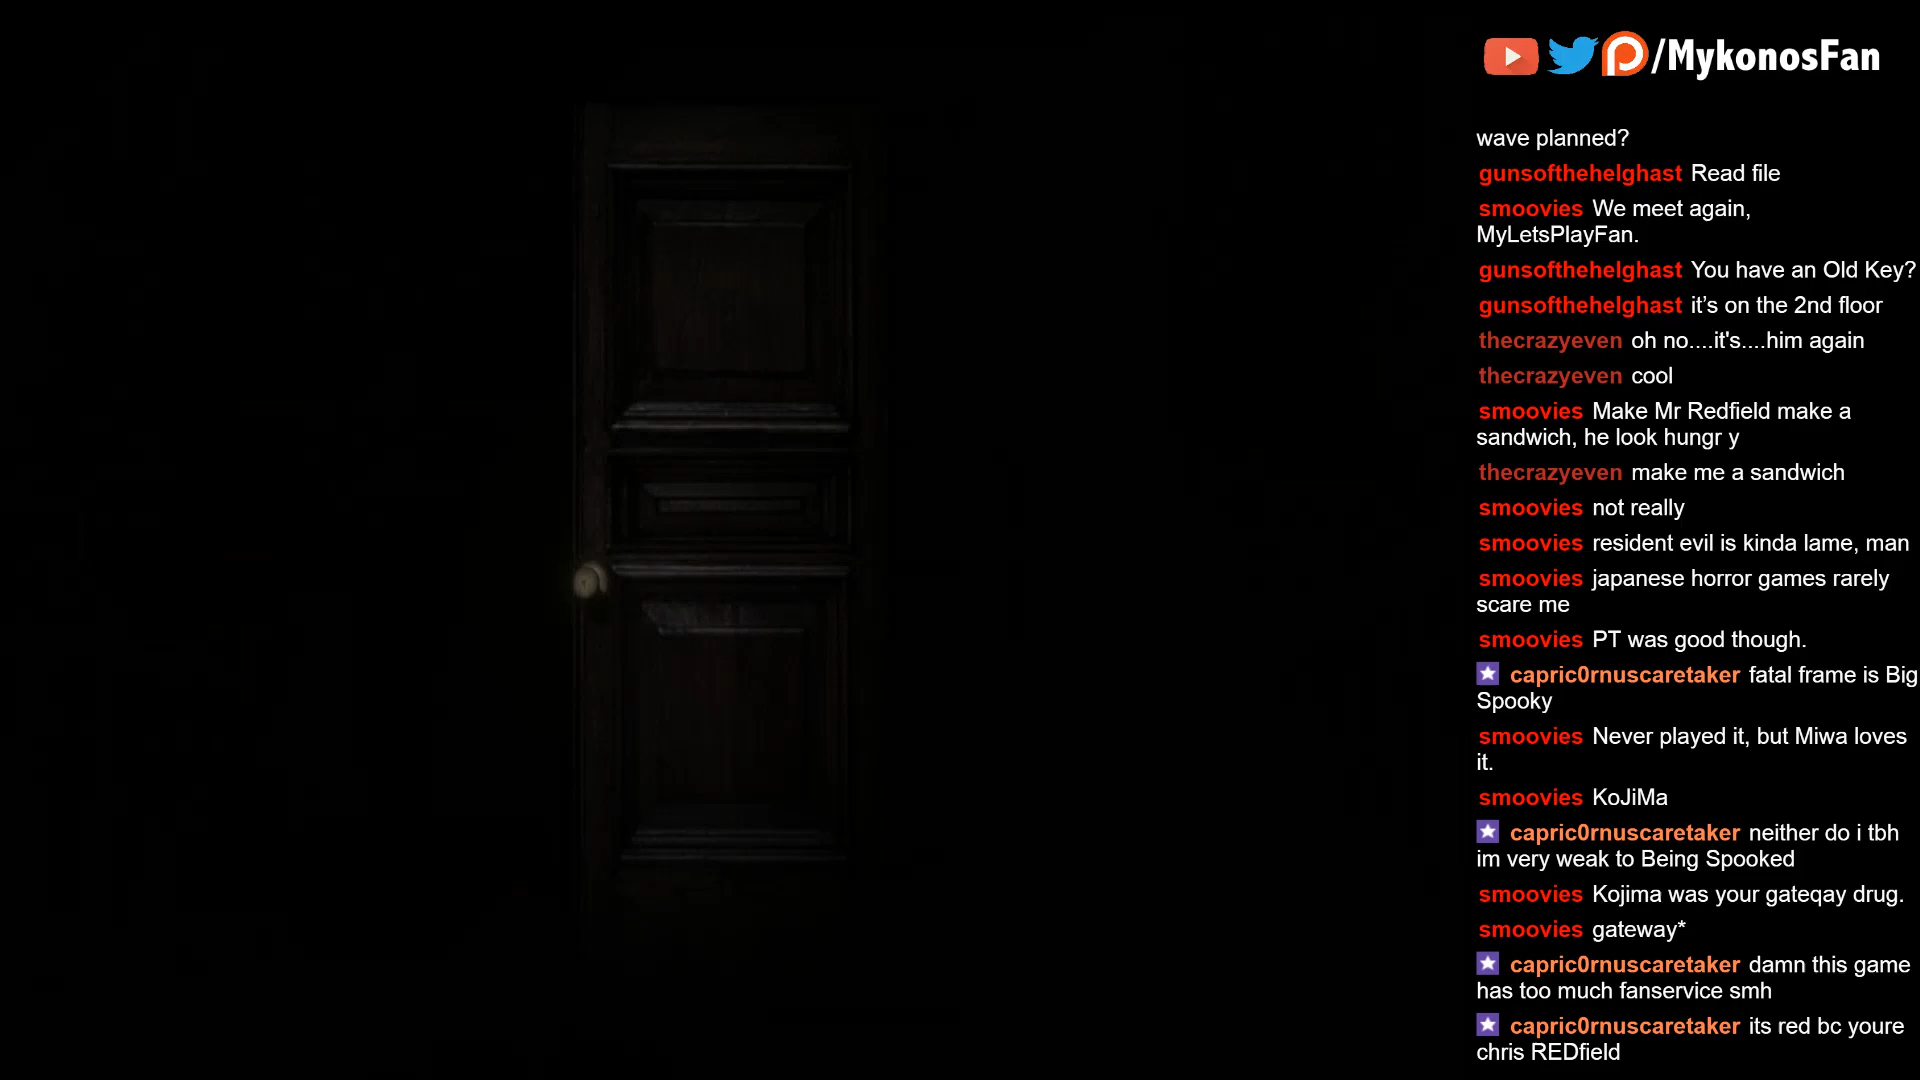 /MykonosFan
wave planned?
gunsofthehelghast Read file
smoovies We meet again,
MyLetsPlayFan.
gunsofthehelghast You have an Old Key?
gunsofthehelghast it's on the 2nd floor
thecrazyeven oh no....it's....him again
thecrazyeven cool
smoovies Make Mr Redfield make a
sandwich, he look hungr y
thecrazyeven make me a sandwich
smoovies not really
smoovies resident evil is kinda lame, man
smoovies japanese horror games rarely
scare me
smoovies PT was good though.
capric0rnuscaretaker fatal frame is Big
Spooky
smoovies Never played it, but Miwa loves
it.
smoovies KoJiMa
capric0rnuscaretaker neither do i tbh
im very weak to Being Spooked
smoovies Kojima was your gateqay drug.
smoovies gateway*
capric0rnuscaretaker damn this game
has too much fanservice smh
capric0rnuscaretaker its red bc youre
chris REDfield